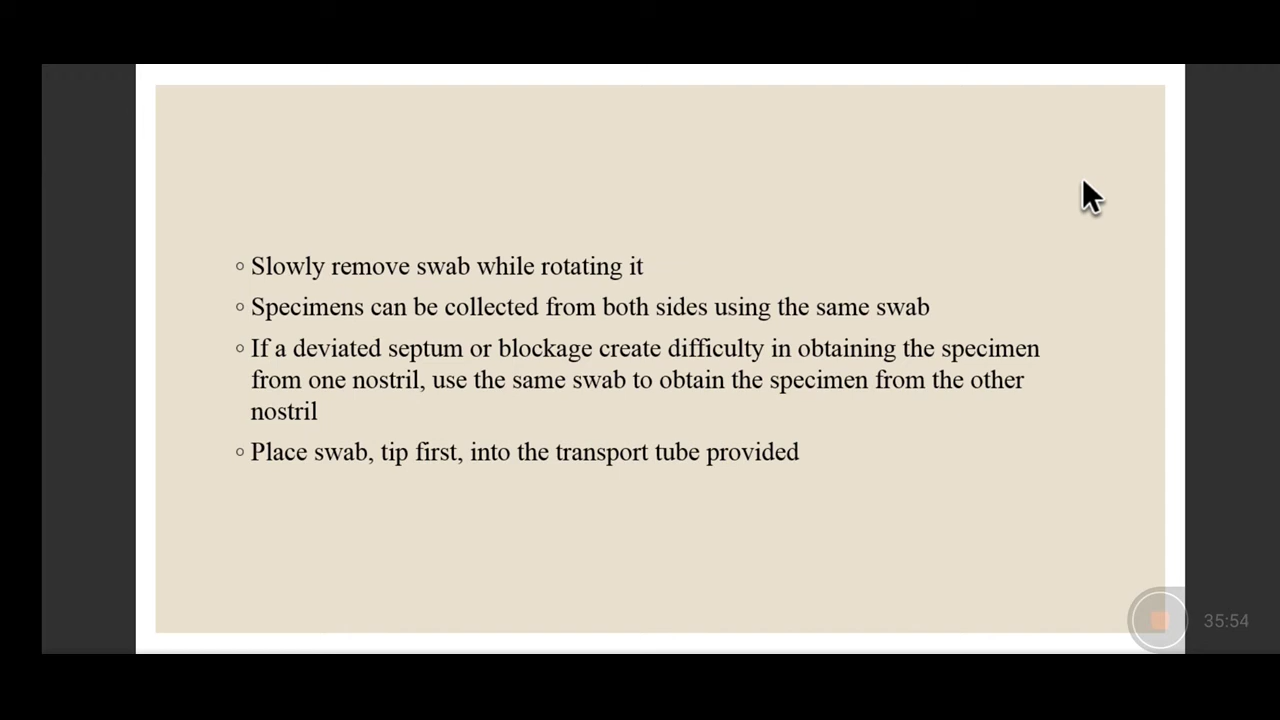 ◦ Slowly remove swab while rotating it
◦ Specimens can be collected from both sides using the same swab
◦ If a deviated septum or blockage create difficulty in obtaining the specimen
from one nostril, use the same swab to obtain the specimen from the other
nostril
◦ Place swab, tip first, into the transport tube provided
35:54